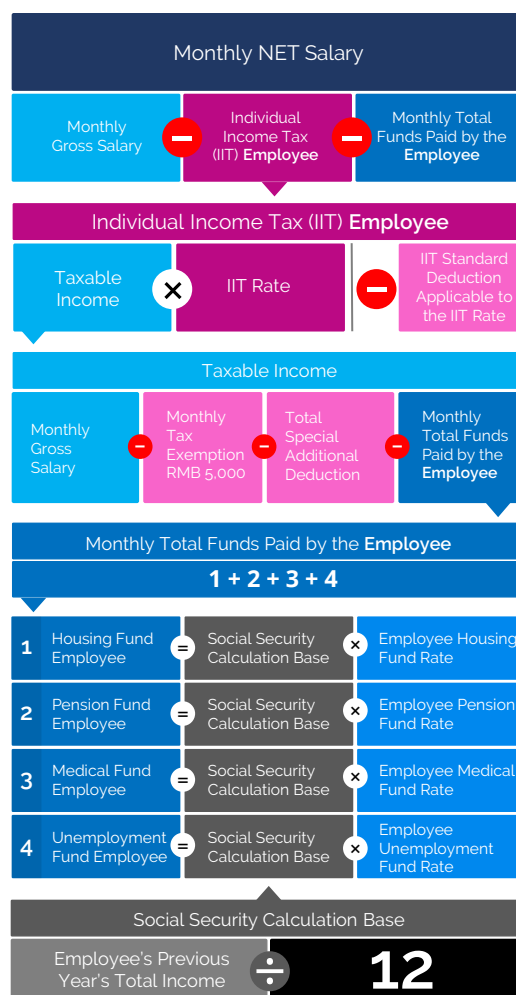 Monthly NET Salary
Monthly
Gross Salary
−
Individual
Income Tax
(IIT) Employee
−
Monthly Total
Funds Paid by the
Employee
Individual Income Tax (IIT) Employee
Taxable
Income
×
IIT Rate
−
IIT Standard
Deduction
Applicable to
the IIT Rate
Taxable Income
Monthly
Gross
Salary
−
Monthly
Tax
Exemption
RMB 5,000
−
Total
Special
Additional
Deduction
−
Monthly
Total Funds
Paid by the
Employee
Monthly Total Funds Paid by the Employee
1 + 2 + 3 + 4
1
Housing Fund
Employee
=
Social Security
Calculation Base
×
Employee Housing
Fund Rate
2
Pension Fund
Employee
=
Social Security
Calculation Base
×
Employee Pension
Fund Rate
3
Medical Fund
Employee
=
Social Security
Calculation Base
×
Employee Medical
Fund Rate
4
Unemployment
Fund Employee
=
Social Security
Calculation Base
×
Employee
Unemployment
Fund Rate
Social Security Calculation Base
Employee's Previous
Year's Total Income
÷
12